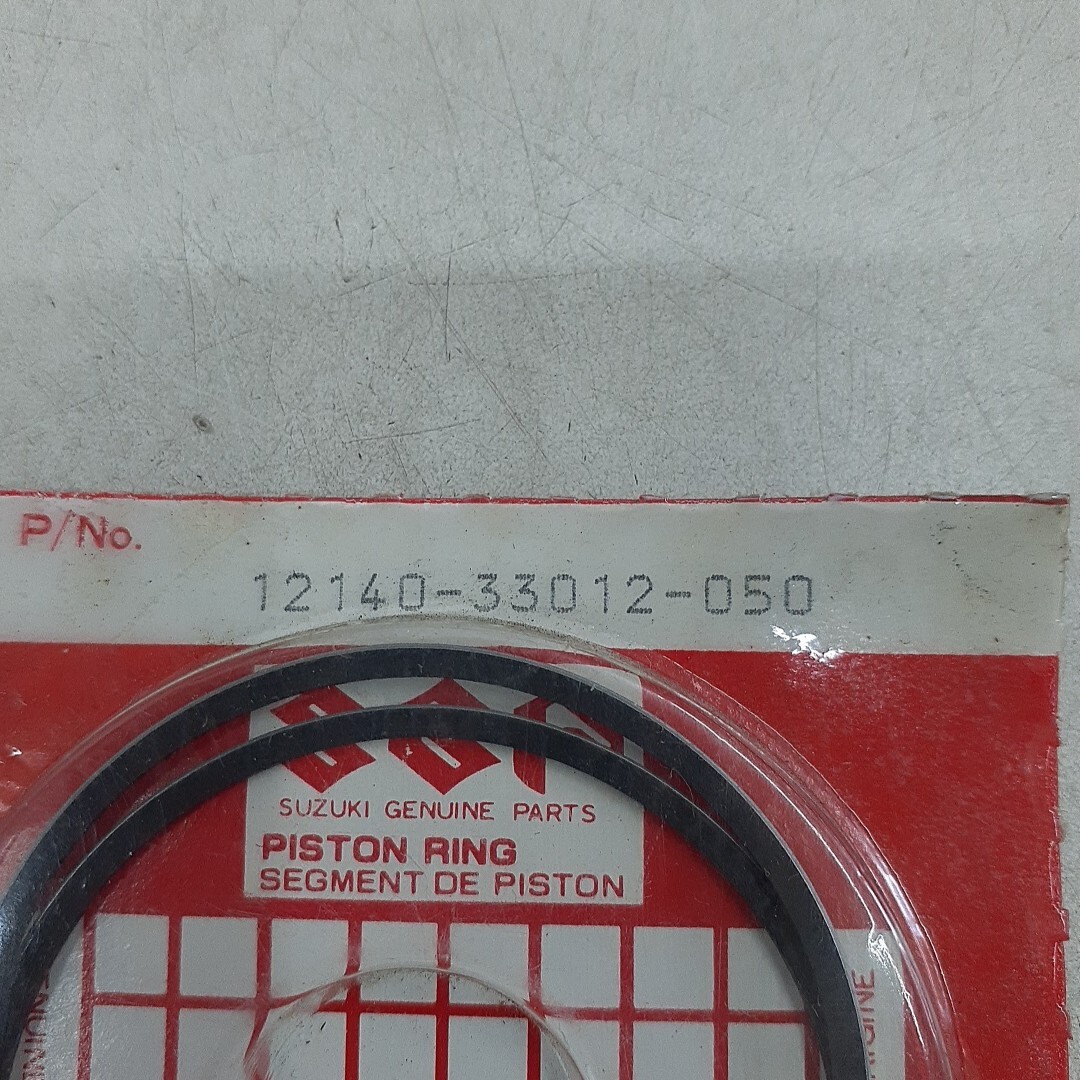 P/No.
12140-33012-050
SUZUKI GENUINE PARTS
PISTON RING
SEGMENT DE PISTON